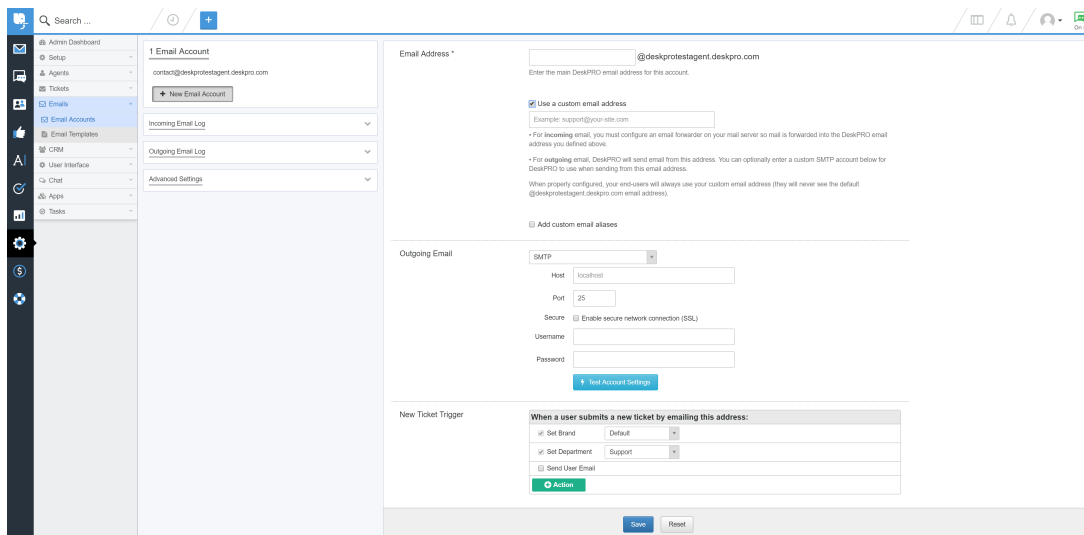 Search ...
On
Admin Dashboard
Setup
Agents
Tickets
Emails
Email Accounts
Email Templates
CRM
User Interface
Chat
Apps
Tasks
1 Email Account
contact@deskprotestagent.deskpro.com
+ New Email Account
Incoming Email Log
Outgoing Email Log
Advanced Settings
Email Address *
@deskprotestagent.deskpro.com
Enter the main DeskPRO email address for this account.
Use a custom email address
Example: support@your-site.com
• For incoming email, you must configure an email forwarder on your mail server so mail is forwarded into the DeskPRO email
address you defined above.
• For outgoing email, DeskPRO will send email from this address. You can optionally enter a custom SMTP account below for
DeskPRO to use when sending from this email address.
When properly configured, your end-users will always use your custom email address (they will never see the default
@deskprotestagent.deskpro.com email address).
Add custom email aliases
Outgoing Email
SMTP
Host localhost
Port 25
Secure Enable secure network connection (SSL)
Username
Password
Test Account Settings
New Ticket Trigger
When a user submits a new ticket by emailing this address:
Set Brand Default
Set Department Support
Send User Email
Action
Save Reset